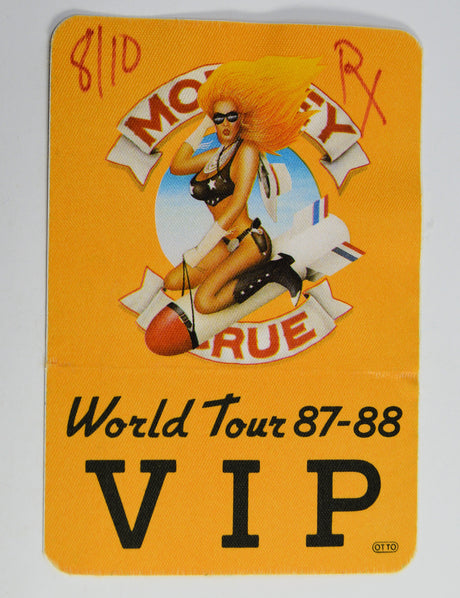 8/10
Rx
MOTLEY
CRUE
World Tour 87-88
VIP
OTTO